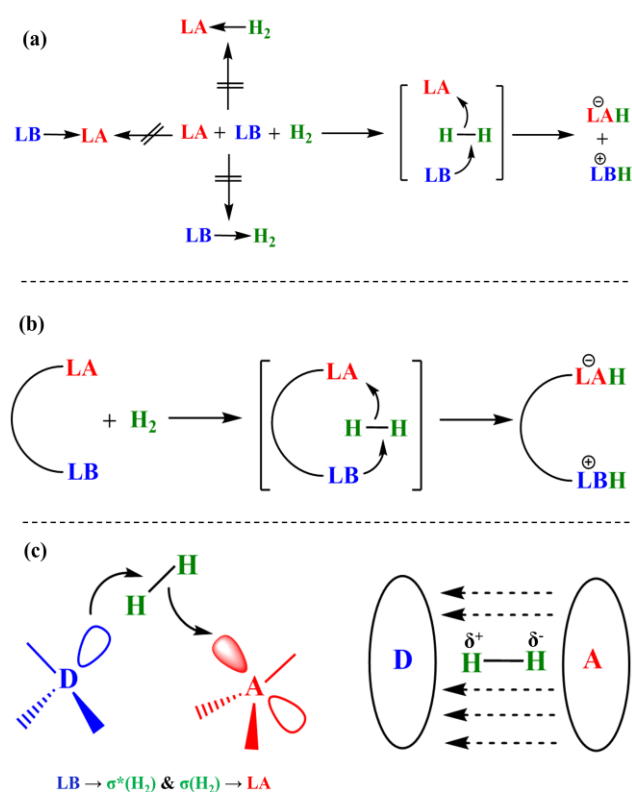 (a)
LA H₂
LB LA LA + LB + H₂
LB H₂
LA
H H
LB
⊖
LAH
+
⊕
LBH
(b)
LA
LB
+ H₂
LA
H H
LB
⊖
LAH
⊕
LBH
(c)
H
H
D
A
LB → σ*(H₂) & σ(H₂) → LA
D
δ⁺ δ⁻
H H
A